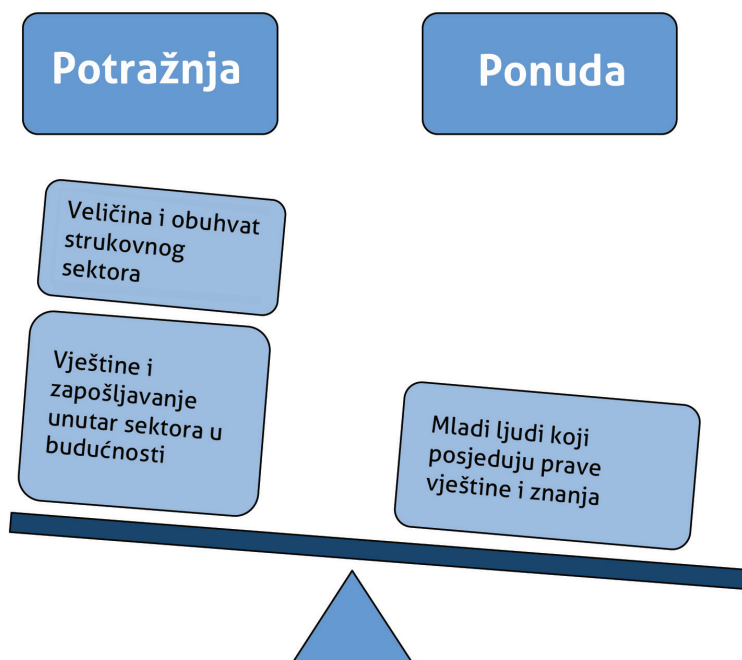 Potražnja
Ponuda
Veličina i obuhvat
strukovnog
sektora
Vještine i
zapošljavanje
unutar sektora u
budućnosti
Mladi ljudi koji
posjeduju prave
vještine i znanja